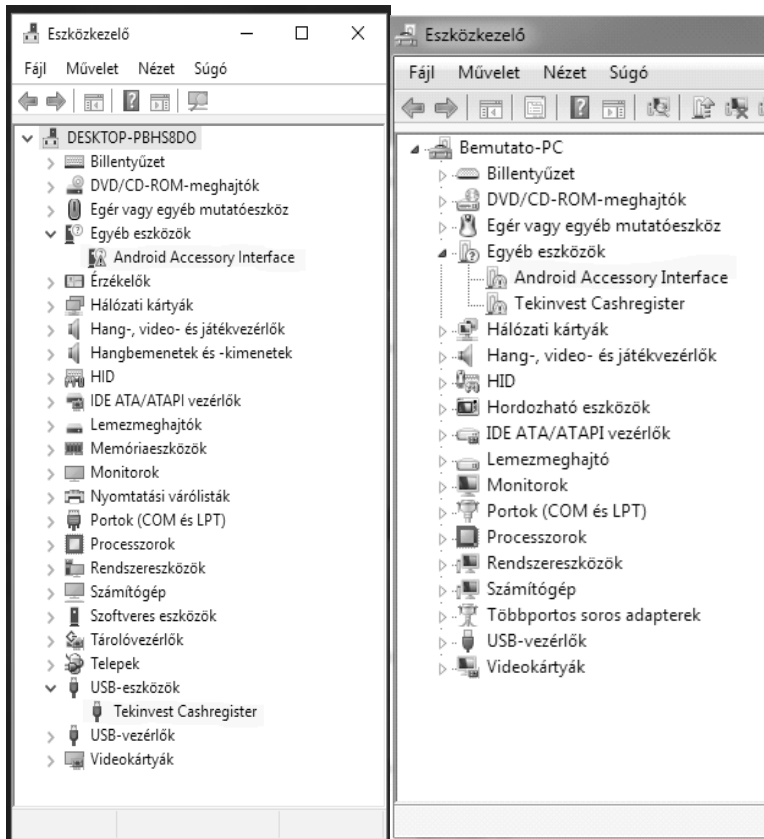 Eszközkezelő
Fájl Művelet Nézet Súgó
DESKTOP-PBHS8DO
Billentyűzet
DVD/CD-ROM-meghajtók
Egér vagy egyéb mutatóeszköz
Egyéb eszközök
Android Accessory Interface
Érzékelők
Hálózati kártyák
Hang-, video- és játékvezérlők
Hangbemenetek és -kimenetek
HID
IDE ATA/ATAPI vezérlők
Lemezmeghajtók
Memóriaeszközök
Monitorok
Nyomtatási várólisták
Portok (COM és LPT)
Processzorok
Rendszereszközök
Számítógép
Szoftveres eszközök
Tárolóvezérlők
Telepek
USB-eszközök
Tekinvest Cashregister
USB-vezérlők
Videokártyák
Eszközkezelő
Fájl Művelet Nézet Súgó
Bemutato-PC
Billentyűzet
DVD/CD-ROM-meghajtók
Egér vagy egyéb mutatóeszköz
Egyéb eszközök
Android Accessory Interface
Tekinvest Cashregister
Hálózati kártyák
Hang-, video- és játékvezérlők
HID
Hordozható eszközök
IDE ATA/ATAPI vezérlők
Lemezmeghajtó
Monitorok
Portok (COM és LPT)
Processzorok
Rendszereszközök
Számítógép
Többportos soros adapterek
USB-vezérlők
Videokártyák